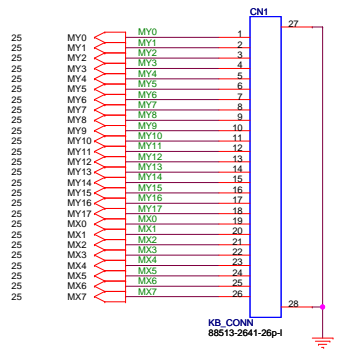 CN1
27
25 MY0 MY0 1
25 MY1 MY1 2
25 MY2 MY2 3
25 MY3 MY3 4
25 MY4 MY4 5
25 MY5 MY5 6
25 MY6 MY6 7
25 MY7 MY7 8
25 MY8 MY8 9
25 MY9 MY9 10
25 MY10 MY10 11
25 MY11 MY11 12
25 MY12 MY12 13
25 MY13 MY13 14
25 MY14 MY14 15
25 MY15 MY15 16
25 MY16 MY16 17
25 MY17 MY17 18
25 MX0 MX0 19
25 MX1 MX1 20
25 MX2 MX2 21
25 MX3 MX3 22
25 MX4 MX4 23
25 MX5 MX5 24
25 MX6 MX6 25
25 MX7 MX7 26
28
KB_CONN
88513-2641-26p-l